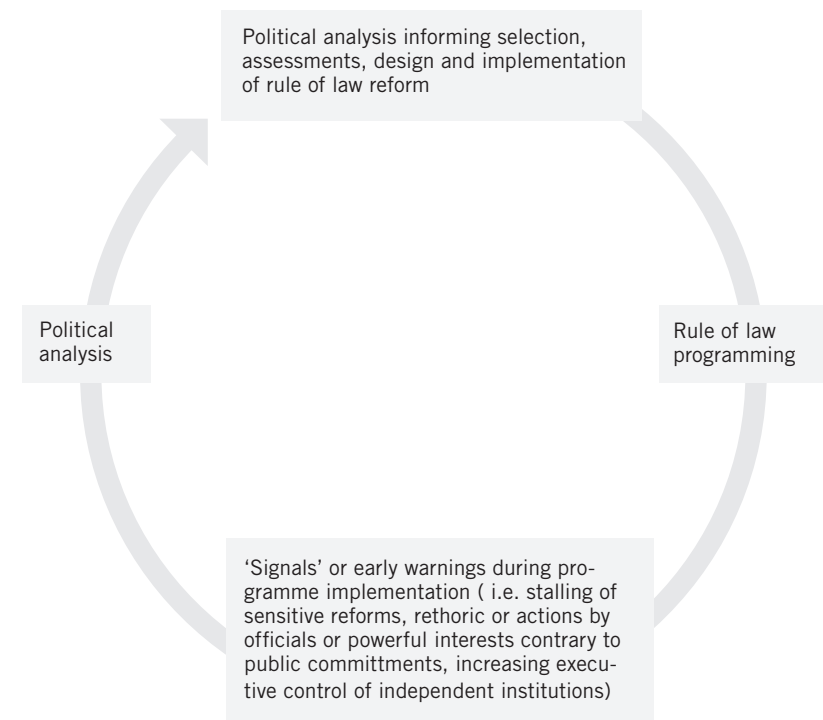 Political analysis informing selection,
assessments, design and implementation
of rule of law reform
Political
analysis
Rule of law
programming
‘Signals’ or early warnings during pro-
gramme implementation ( i.e. stalling of
sensitive reforms, rethoric or actions by
officials or powerful interests contrary to
public committments, increasing execu-
tive control of independent institutions)